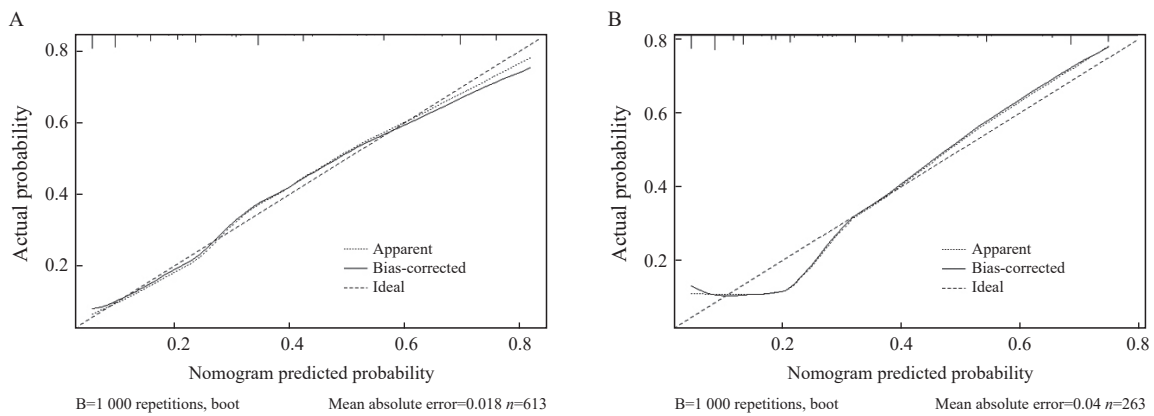 A
Actual probability
0.8
0.6
0.4
0.2
0.2 0.4 0.6 0.8
Apparent
Bias-corrected
Ideal
Nomogram predicted probability
B=1 000 repetitions, boot Mean absolute error=0.018 n=613
B
Actual probability
0.8
0.6
0.4
0.2
0.2 0.4 0.6 0.8
Apparent
Bias-corrected
Ideal
Nomogram predicted probability
B=1 000 repetitions, boot Mean absolute error=0.04 n=263